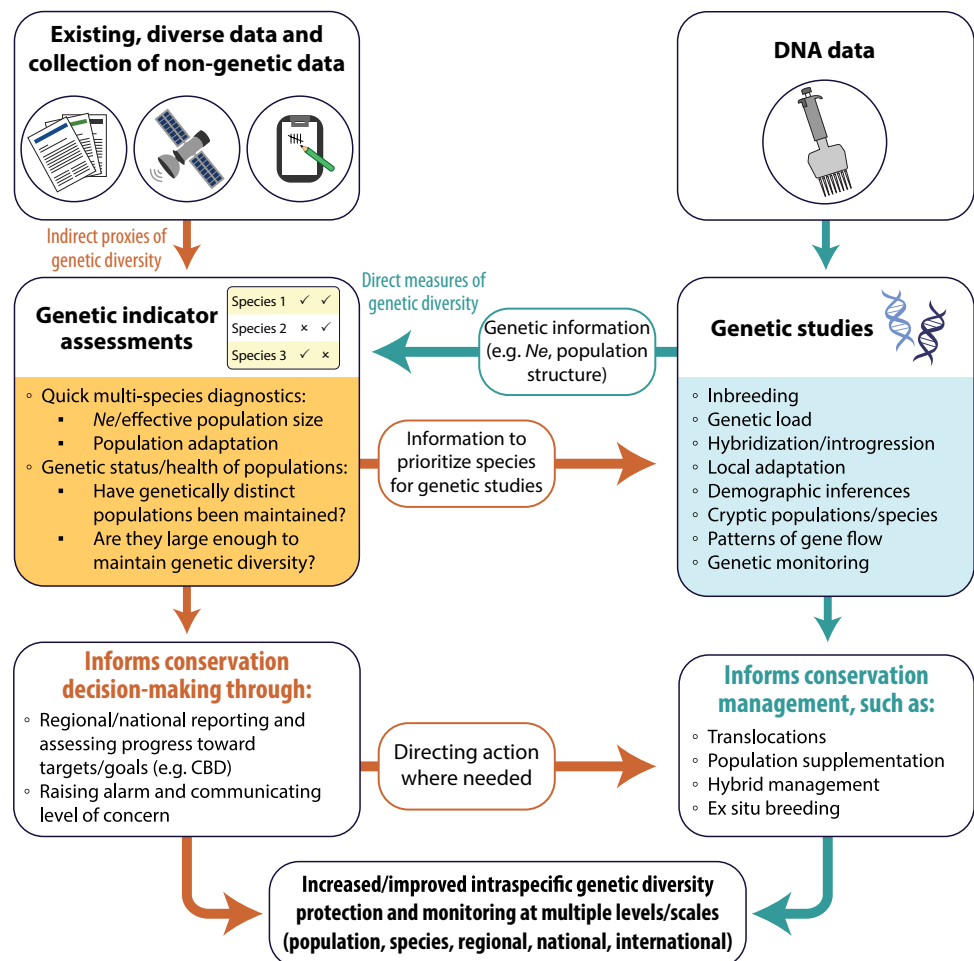 Existing, diverse data and
collection of non-genetic data
DNA data
Indirect proxies of
genetic diversity
Direct measures of
genetic diversity
Genetic indicator
assessments
Species 1 ✓ ✓
Species 2 × ✓
Species 3 ✓ ×
Genetic information
(e.g. Ne, population
structure)
Genetic studies
◦ Quick multi-species diagnostics:
▪ Ne/effective population size
▪ Population adaptation
◦ Genetic status/health of populations:
▪ Have genetically distinct
populations been maintained?
▪ Are they large enough to
maintain genetic diversity?
Information to
prioritize species
for genetic studies
◦ Inbreeding
◦ Genetic load
◦ Hybridization/introgression
◦ Local adaptation
◦ Demographic inferences
◦ Cryptic populations/species
◦ Patterns of gene flow
◦ Genetic monitoring
Informs conservation
decision-making through:
◦ Regional/national reporting and
assessing progress toward
targets/goals (e.g. CBD)
◦ Raising alarm and communicating
level of concern
Directing action
where needed
Informs conservation
management, such as:
◦ Translocations
◦ Population supplementation
◦ Hybrid management
◦ Ex situ breeding
Increased/improved intraspecific genetic diversity
protection and monitoring at multiple levels/scales
(population, species, regional, national, international)